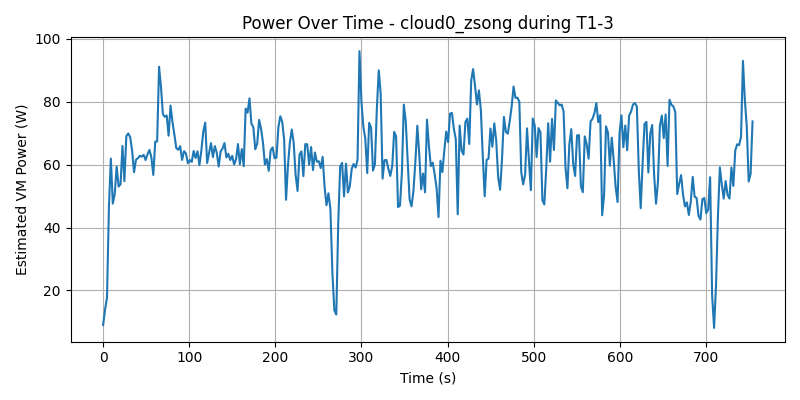 Power Over Time - cloud0_zsong during T1-3
Estimated VM Power (W)
100
80
60
40
20
0 100 200 300 400 500 600 700
Time (s)